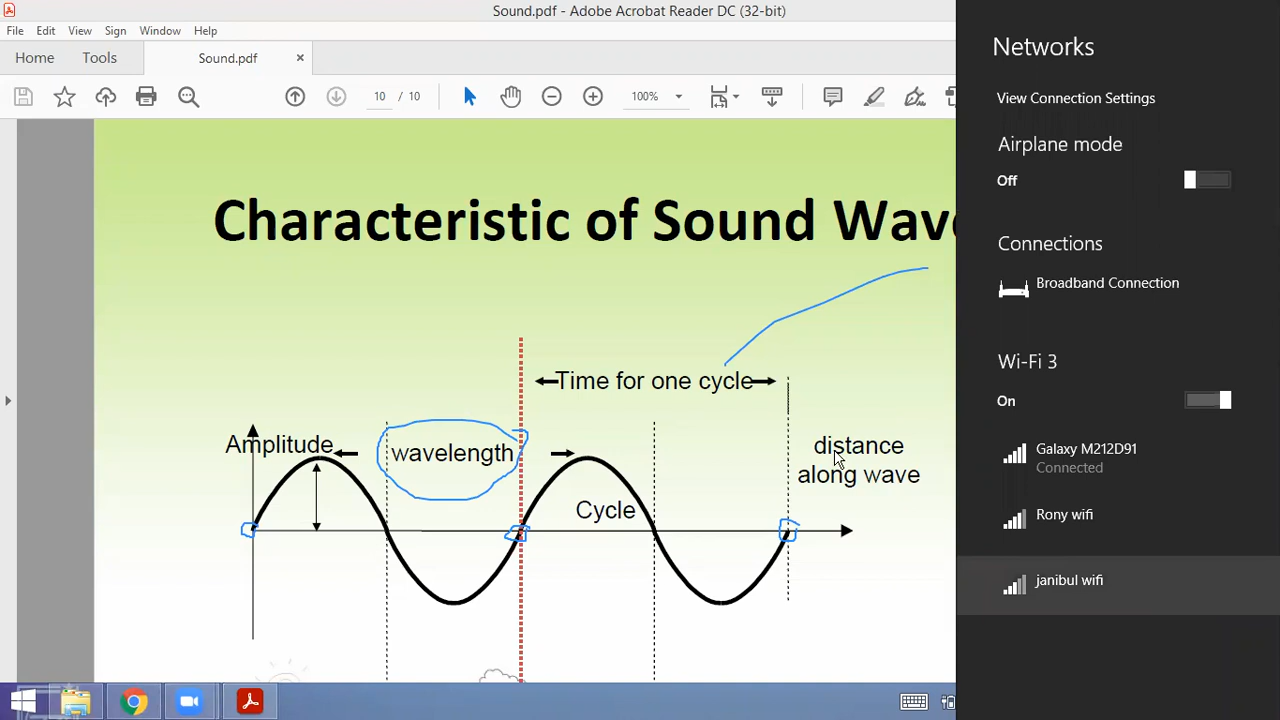 Sound.pdf - Adobe Acrobat Reader DC (32-bit)
File Edit View Sign Window Help
Home Tools Sound.pdf ×
10 / 10 100%
Characteristic of Sound Wave
Time for one cycle
Amplitude
wavelength
distance
along wave
Cycle
Networks
View Connection Settings
Airplane mode
Off
Connections
Broadband Connection
Wi-Fi 3
On
Galaxy M212D91
Connected
Rony wifi
janibul wifi